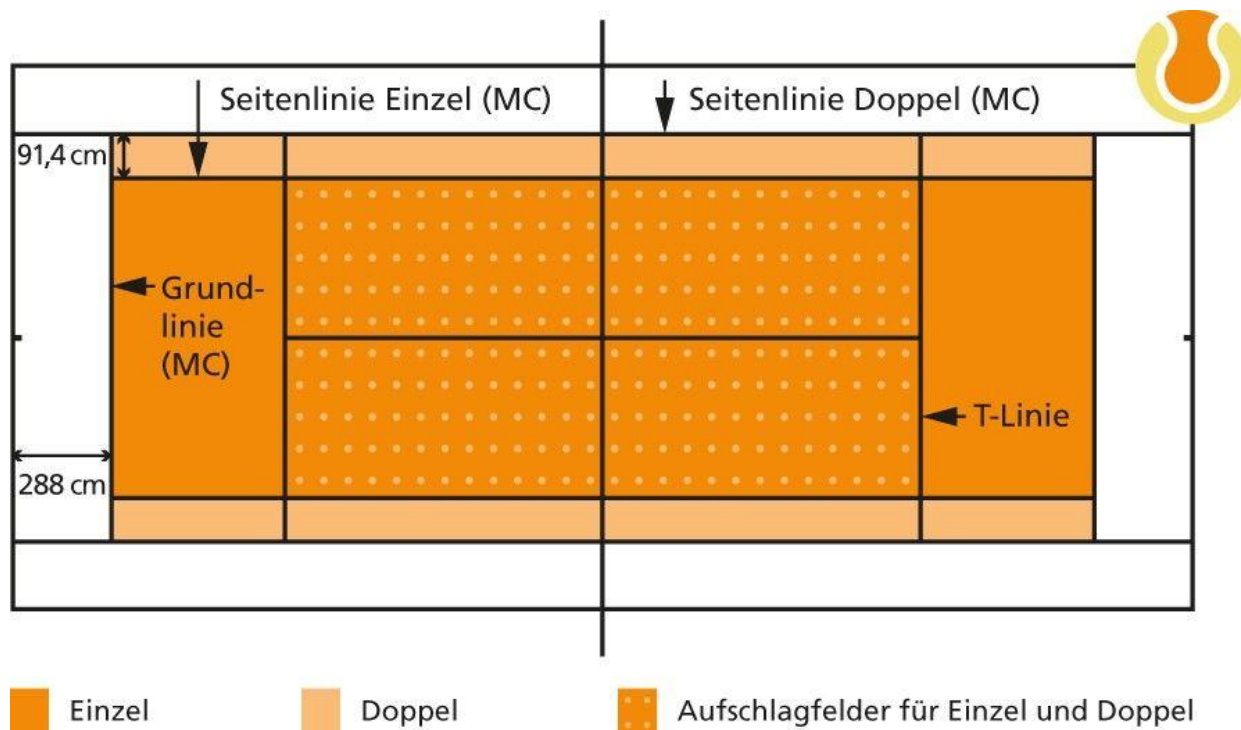 Seitenlinie Einzel (MC)
Seitenlinie Doppel (MC)
91,4 cm
Grund-
linie
(MC)
T-Linie
288 cm
Einzel
Doppel
Aufschlagfelder für Einzel und Doppel